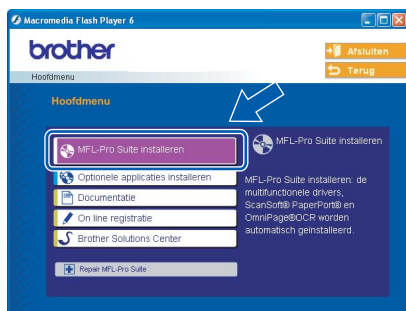 Macromedia Flash Player 6
brother
Afsluiten
Terug
Hoofdmenu
Hoofdmenu
MFL-Pro Suite installeren
MFL-Pro Suite installeren
Optionele applicaties installeren
Documentatie
On line registratie
Brother Solutions Center
Repair MFL-Pro Suite
MFL-Pro Suite installeren: de
multifunctionele drivers,
ScanSoft® PaperPort® en
OmniPage®OCR worden
automatisch geïnstalleerd.